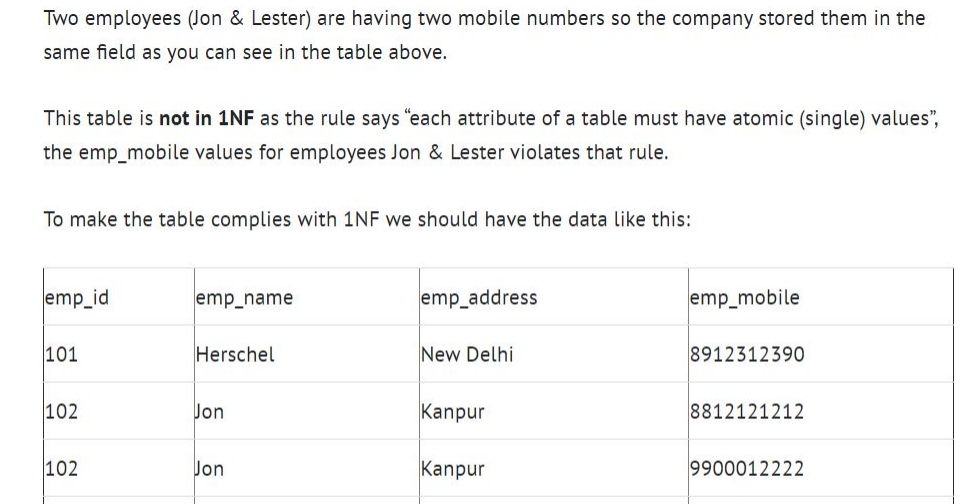 Two employees (Jon & Lester) are having two mobile numbers so the company stored them in the
same field as you can see in the table above.
This table is not in 1NF as the rule says “each attribute of a table must have atomic (single) values”,
the emp_mobile values for employees Jon & Lester violates that rule.
To make the table complies with 1NF we should have the data like this:
emp_id emp_name emp_address emp_mobile
101 Herschel New Delhi 8912312390
102 Jon Kanpur 8812121212
102 Jon Kanpur 9900012222